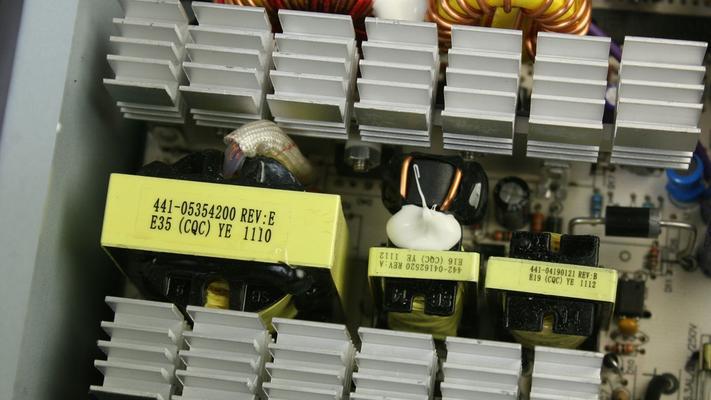 441-05354200 REV:E
E35 (CQC) YE 1110
442-04162520 REV:A
E16 (CQC) YE 1112
441-04190121 REV:B
E19 (CQC) YE 1112